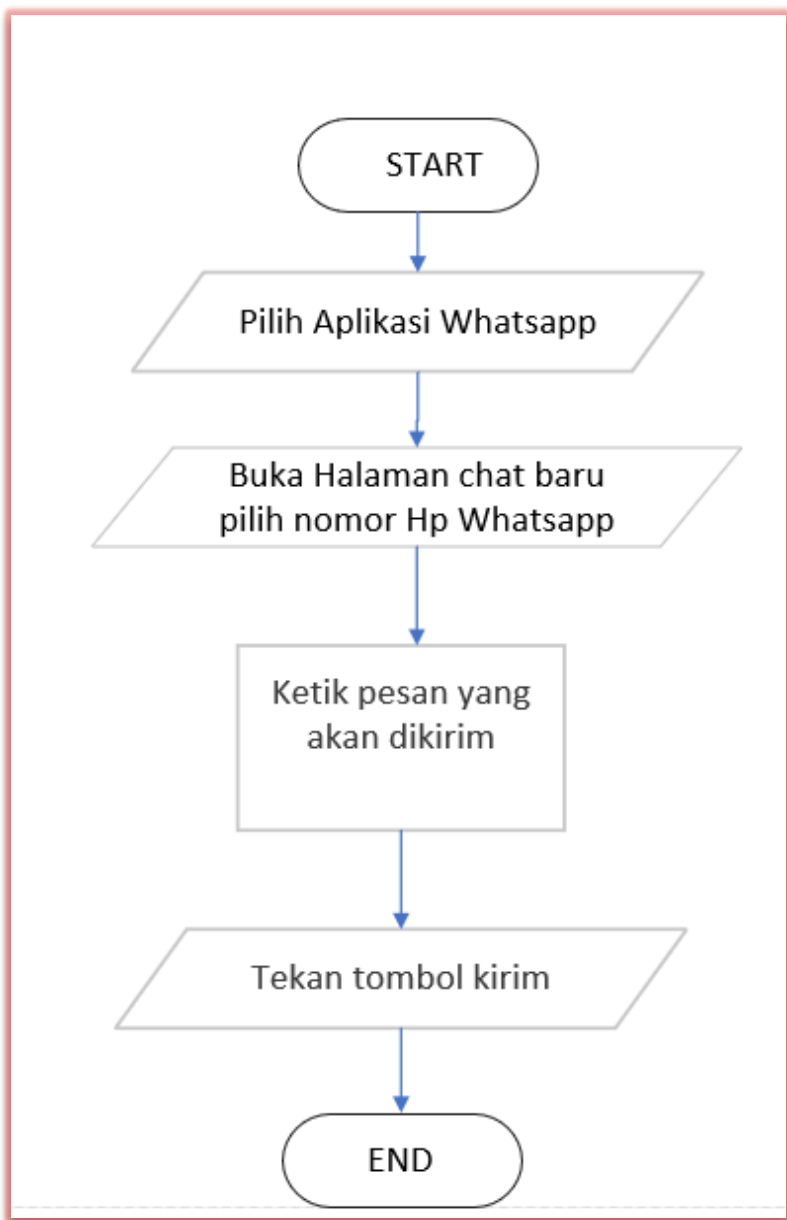 START
Pilih Aplikasi Whatsapp
Buka Halaman chat baru
pilih nomor Hp Whatsapp
Ketik pesan yang
akan dikirim
Tekan tombol kirim
END